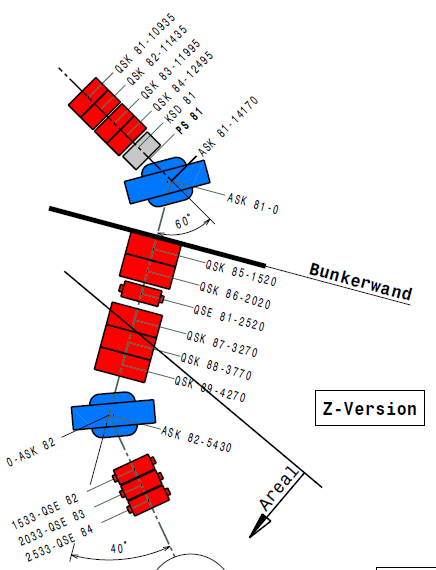 QSK 81-10935
QSK 82-11435
QSK 83-11995
QSK 84-12495
KSD 81
PS 81
ASK 81-14170
ASK 81-0
60°
Bunkerwand
QSK 85-1520
QSK 86-2020
QSE 81-2520
QSK 87-3270
QSK 88-3770
QSK 89-4270
Z-Version
0-ASK 82
ASK 82-5430
Areal
1533-QSE 82
2033-QSE 83
2533-QSE 84
40°